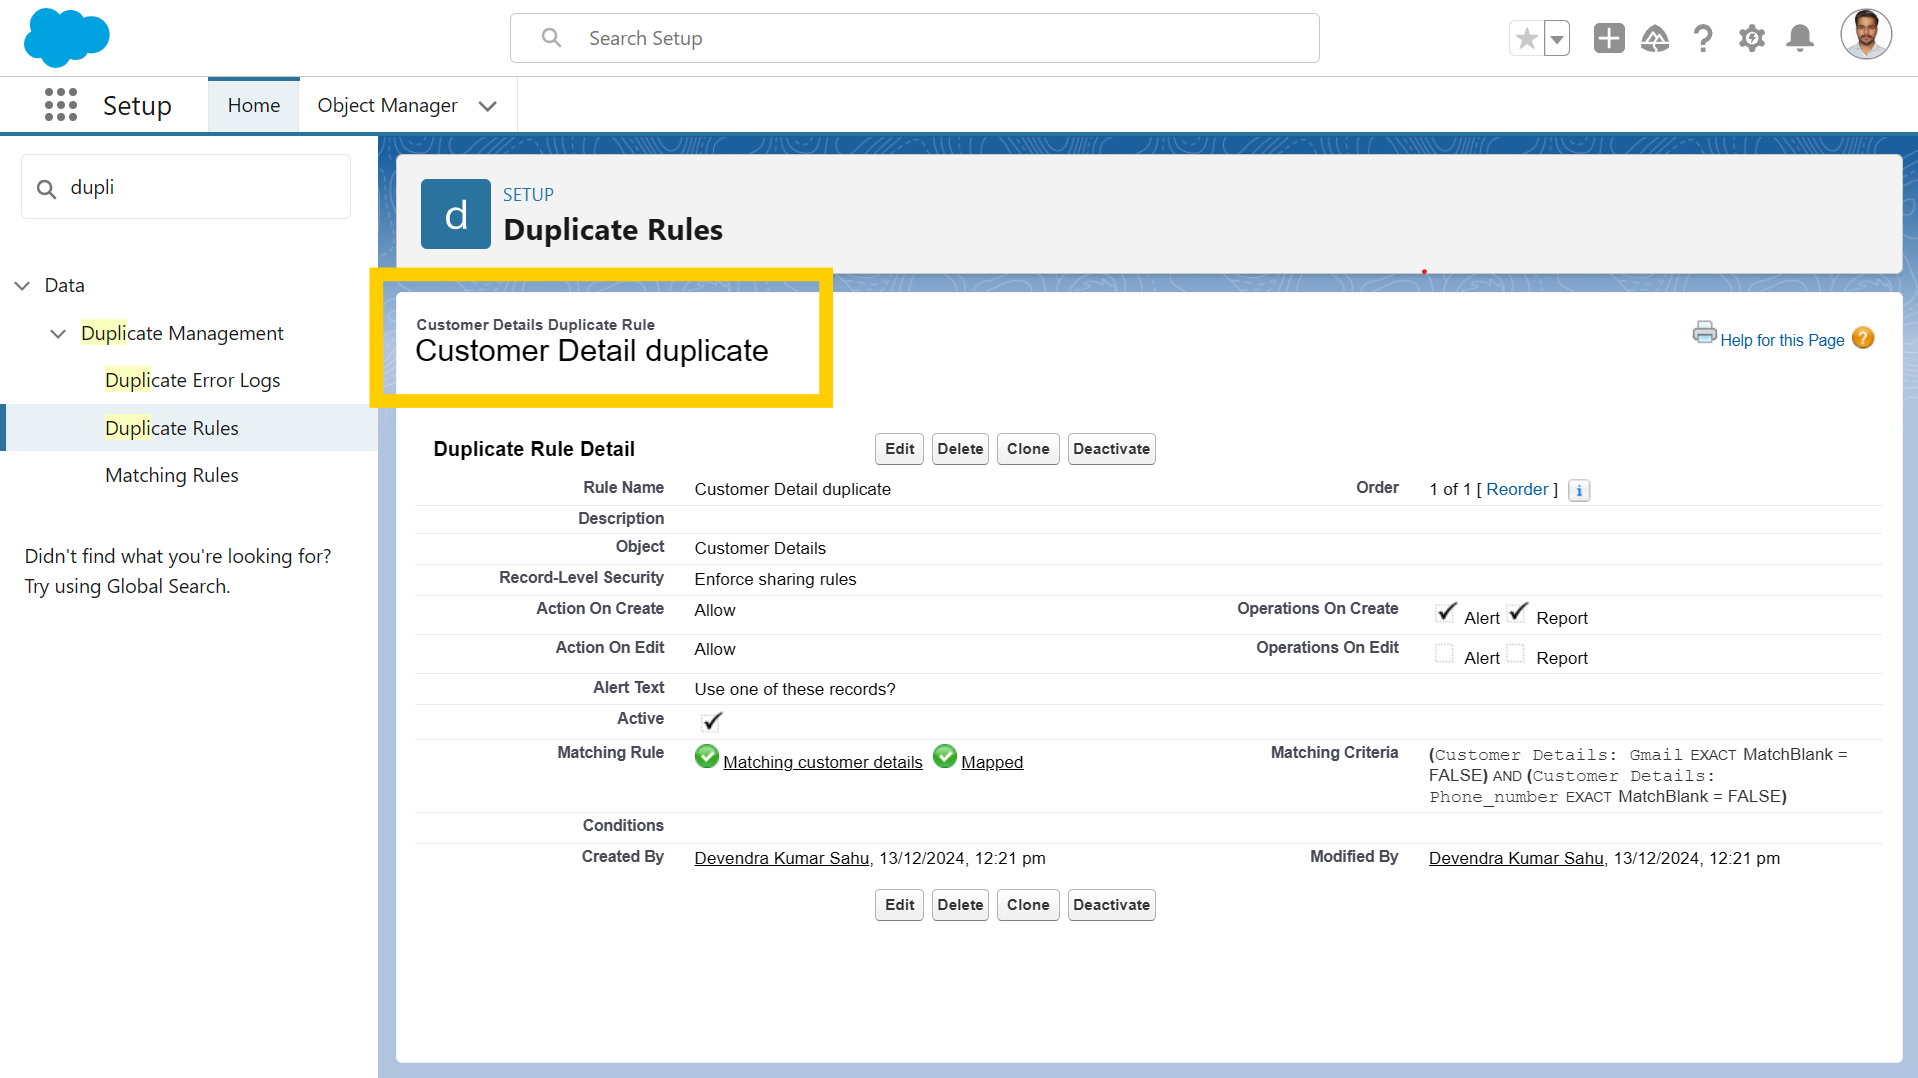 Search Setup
Setup
Home
Object Manager
dupli
Data
Duplicate Management
Duplicate Error Logs
Duplicate Rules
Matching Rules
Didn't find what you're looking for?
Try using Global Search.
d
SETUP
Duplicate Rules
Customer Details Duplicate Rule
Customer Detail duplicate
Help for this Page ?
Duplicate Rule Detail
Edit Delete Clone Deactivate
Rule Name Customer Detail duplicate Order 1 of 1 [ Reorder ] i
Description
Object Customer Details
Record-Level Security Enforce sharing rules
Action On Create Allow Operations On Create Alert Report
Action On Edit Allow Operations On Edit Alert Report
Alert Text Use one of these records?
Active
Matching Rule Matching customer details Mapped Matching Criteria (Customer Details: Gmail EXACT MatchBlank =
FALSE) AND (Customer Details:
Phone_number EXACT MatchBlank = FALSE)
Conditions
Created By Devendra Kumar Sahu, 13/12/2024, 12:21 pm Modified By Devendra Kumar Sahu, 13/12/2024, 12:21 pm
Edit Delete Clone Deactivate